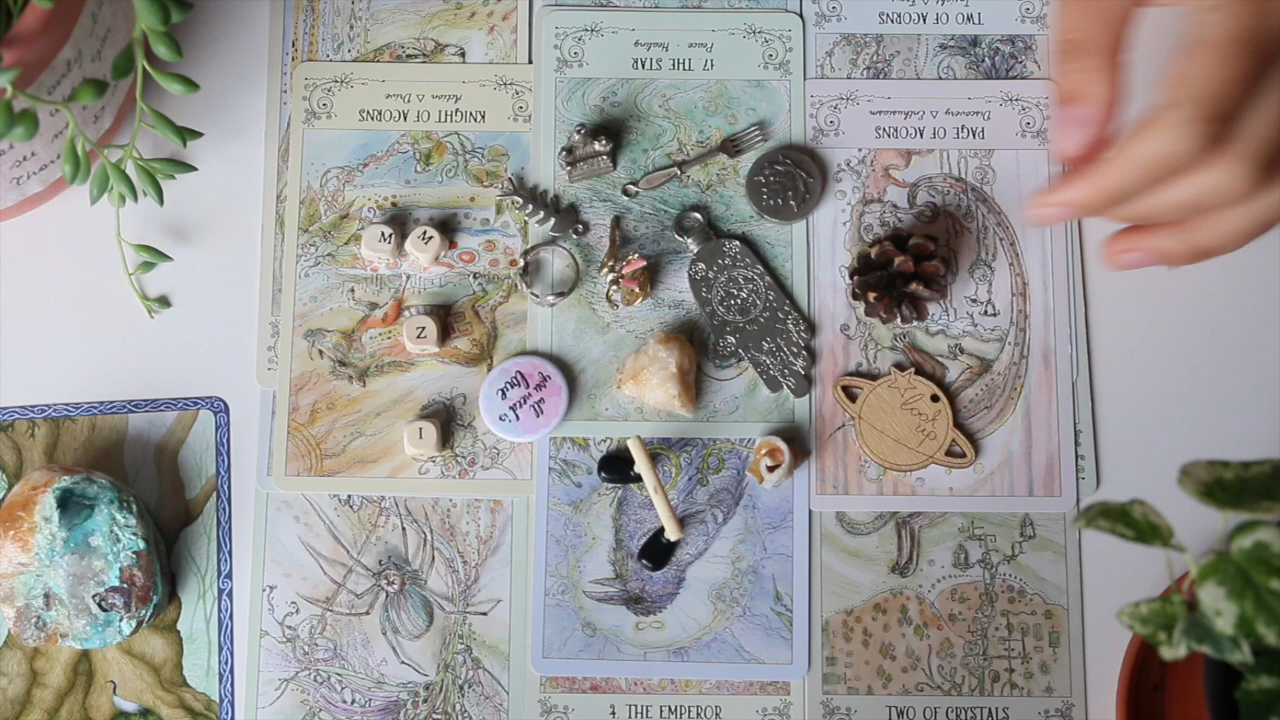 TWO OF ACORNS
17 THE STAR
Peace · Healing
KNIGHT OF ACORNS
Action & Drive
PAGE OF ACORNS
Discovery & Enthusiasm
M M
Z
I
all
you need is
love
look
up
4. THE EMPEROR
TWO OF CRYSTALS